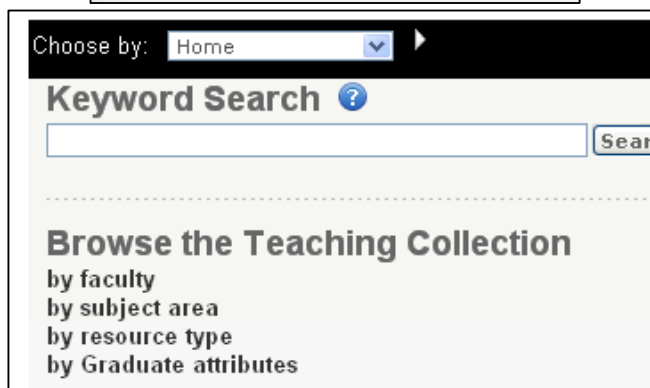 Choose by: Home
Keyword Search ?
Browse the Teaching Collection
by faculty
by subject area
by resource type
by Graduate attributes